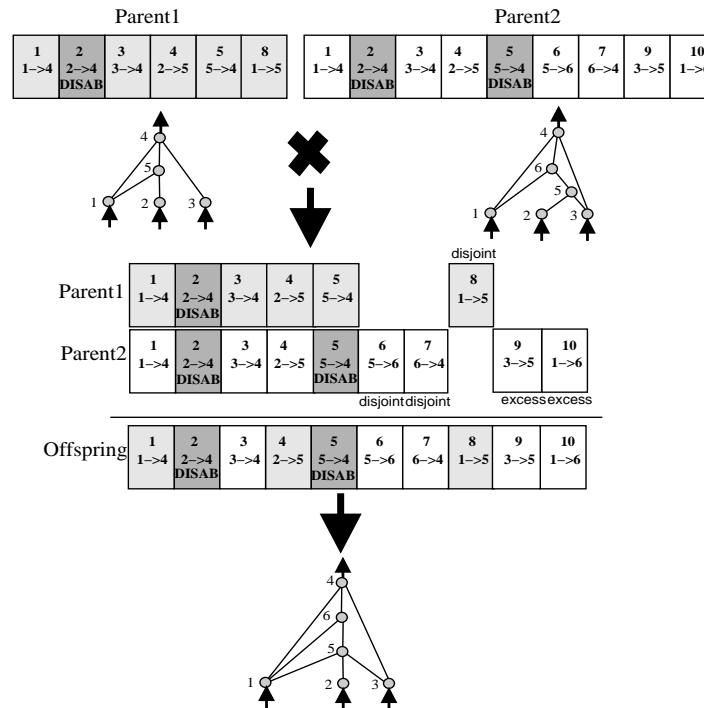 Parent1 Parent2
1 2 3 4 5 8
1->4 2->4 3->4 2->5 5->4 1->5
DISAB
1 2 3 4 5 6 7 9 10
1->4 2->4 3->4 2->5 5->4 5->6 6->4 3->5 1->6
DISAB DISAB
4
5
1 2 3
4
6
5
1 2 3
disjoint
Parent1
1 2 3 4 5 8
1->4 2->4 3->4 2->5 5->4 1->5
DISAB
Parent2
1 2 3 4 5 6 7 9 10
1->4 2->4 3->4 2->5 5->4 5->6 6->4 3->5 1->6
DISAB DISAB
disjoint disjoint excess excess
Offspring
1 2 3 4 5 6 7 8 9 10
1->4 2->4 3->4 2->5 5->4 5->6 6->4 1->5 3->5 1->6
DISAB DISAB
4
6
5
1 2 3